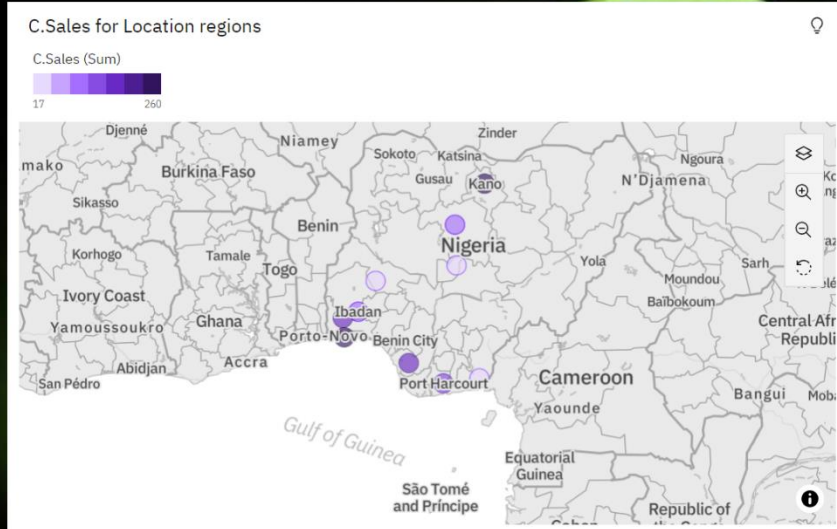 C.Sales for Location regions
C.Sales (Sum)
17 260
Djenné
Niamey
Zinder
mako
Burkina Faso
Sokoto
Katsina
Ngoura
Gusau
Kano
N'Djamena
Sikasso
Benin
Nigeria
Korhogo
Tamale
Togo
Yola
Sarh
Moundou
Ivory Coast
Ghana
Ibadan
Baïbokoum
Yamoussoukro
Porto-Novo
Benin City
Central Afr
Republi
Abidjan
Accra
San Pédro
Port Harcourt
Cameroon
Bangui
Moba
Yaounde
Gulf of Guinea
Equatorial
Guinea
São Tomé
and Príncipe
Republic of